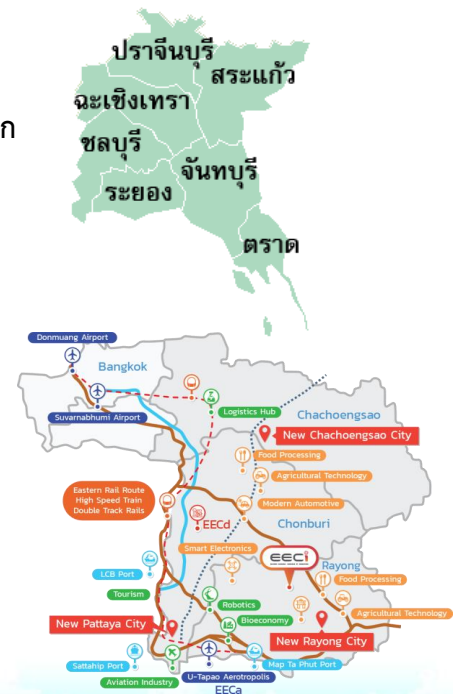 ปราจีนบุรี
สระแก้ว
ฉะเชิงเทรา
ก
ชลบุรี
จันทบุรี
ระยอง
ตราด
Donmuang Airport
Bangkok
Suvarnabhumi Airport
Logistics Hub
Chachoengsao
New Chachoengsao City
Food Processing
Agricultural Technology
Eastern Rail Route
High Speed Train
Double Track Rails
Modern Automotive
EECd
Chonburi
Smart Electronics
EECi
Rayong
LCB Port
Food Processing
Tourism
Robotics
Agricultural Technology
Bioeconomy
New Pattaya City
New Rayong City
Sattahip Port
Map Ta Phut Port
U-Tapao Aerotropolis
Aviation Industry
EECa